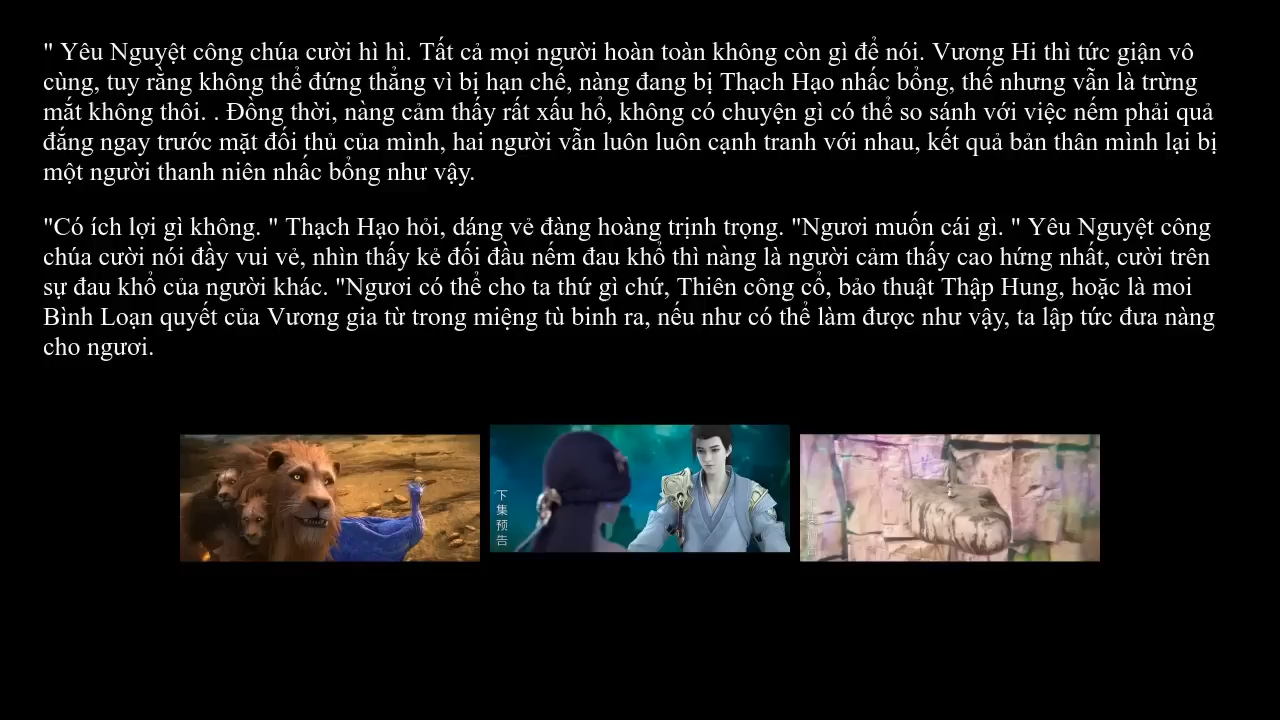 " Yêu Nguyệt công chúa cười hì hì. Tất cả mọi người hoàn toàn không còn gì để nói. Vương Hi thì tức giận vô
cùng, tuy rằng không thể đứng thẳng vì bị hạn chế, nàng đang bị Thạch Hạo nhấc bổng, thế nhưng vẫn là trừng
mắt không thôi. . Đồng thời, nàng cảm thấy rất xấu hổ, không có chuyện gì có thể so sánh với việc nếm phải quả
đắng ngay trước mặt đối thủ của mình, hai người vẫn luôn luôn cạnh tranh với nhau, kết quả bản thân mình lại bị
một người thanh niên nhấc bổng như vậy.
"Có ích lợi gì không. " Thạch Hạo hỏi, dáng vẻ đàng hoàng trịnh trọng. "Ngươi muốn cái gì. " Yêu Nguyệt công
chúa cười nói đầy vui vẻ, nhìn thấy kẻ đối đầu nếm đau khổ thì nàng là người cảm thấy cao hứng nhất, cười trên
sự đau khổ của người khác. "Ngươi có thể cho ta thứ gì chứ, Thiên công cổ, bảo thuật Thập Hung, hoặc là moi
Bình Loạn quyết của Vương gia từ trong miệng tù binh ra, nếu như có thể làm được như vậy, ta lập tức đưa nàng
cho ngươi.
下集预告